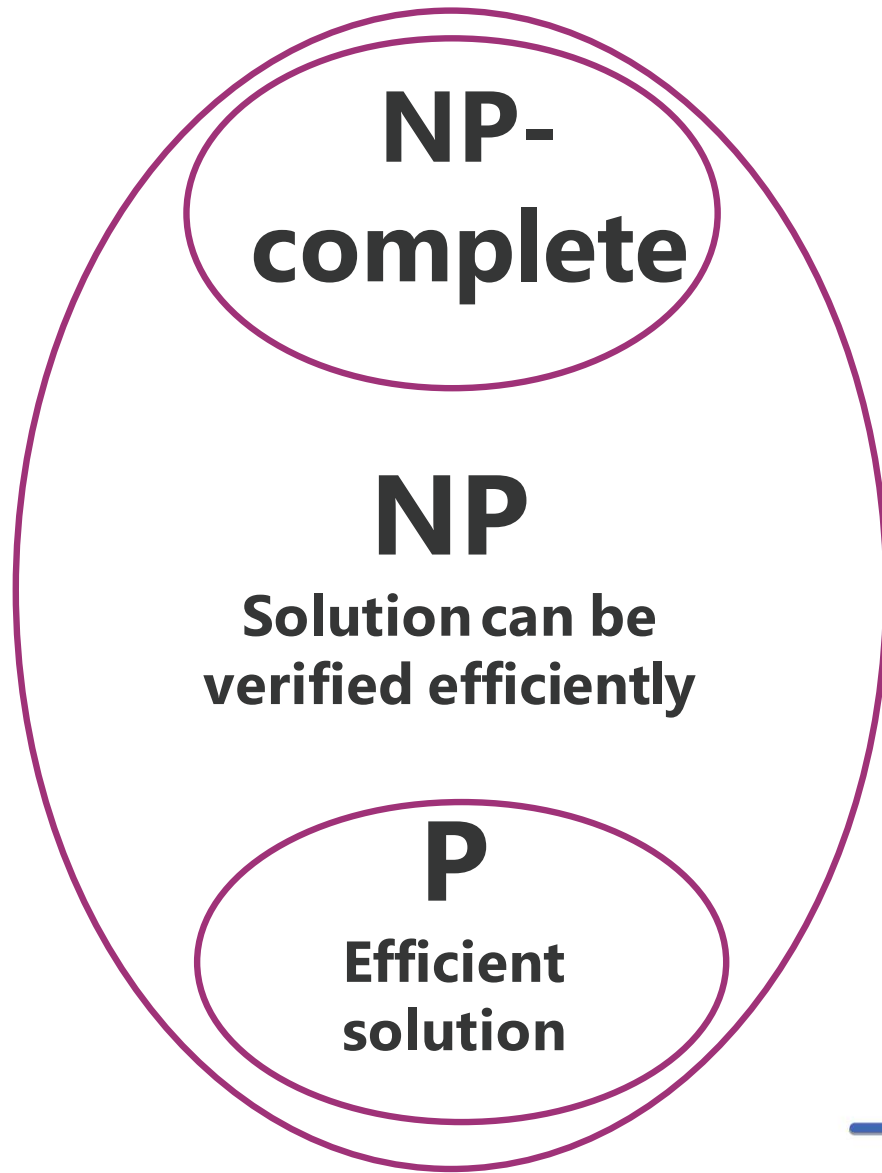 NP-
complete
NP
Solution can be
verified efficiently
P
Efficient
solution